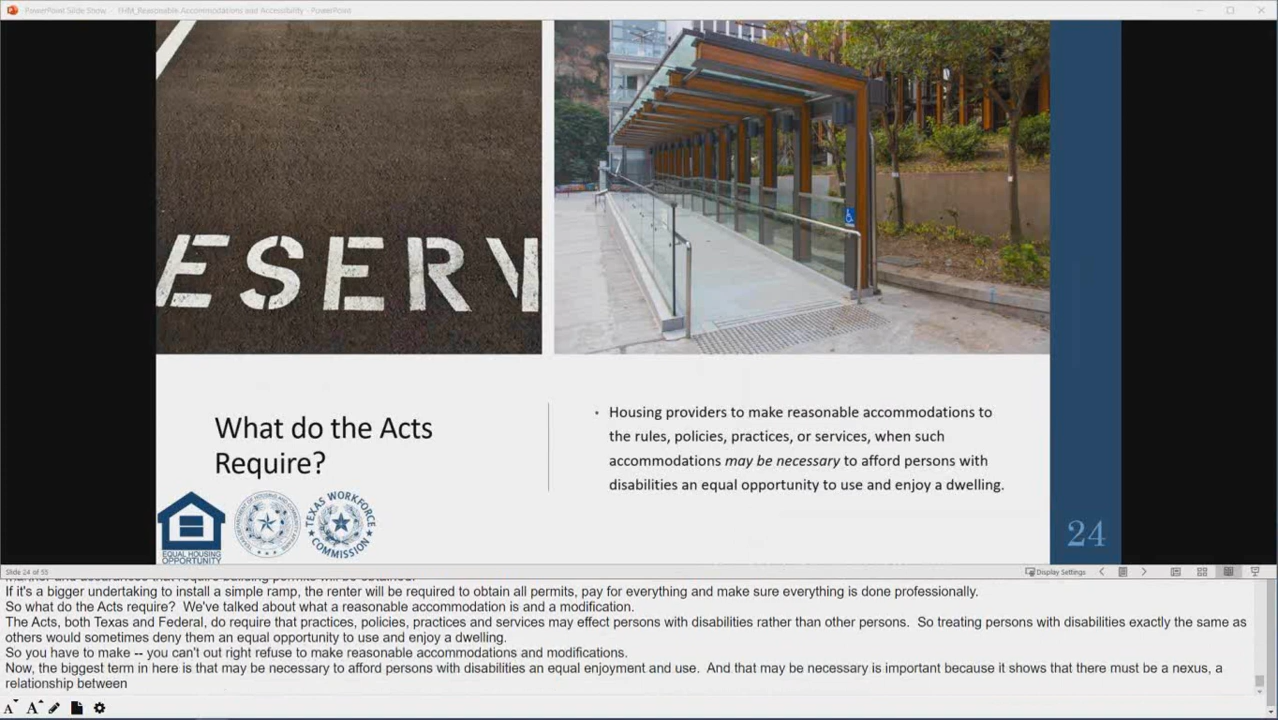 PowerPoint Slide Show - THM_Reasonable Accommodations and Accessibility - PowerPoint
ESERV
What do the Acts
Require?
• Housing providers to make reasonable accommodations to
the rules, policies, practices, or services, when such
accommodations may be necessary to afford persons with
disabilities an equal opportunity to use and enjoy a dwelling.
EQUAL HOUSING
OPPORTUNITY
TEXAS WORKFORCE
COMMISSION
24
Slide 24 of 55
Display Settings
If it's a bigger undertaking to install a simple ramp, the renter will be required to obtain all permits, pay for everything and make sure everything is done professionally.
So what do the Acts require?  We've talked about what a reasonable accommodation is and a modification.
The Acts, both Texas and Federal, do require that practices, policies, practices and services may effect persons with disabilities rather than other persons.  So treating persons with disabilities exactly the same as
others would sometimes deny them an equal opportunity to use and enjoy a dwelling.
So you have to make -- you can't out right refuse to make reasonable accommodations and modifications.
Now, the biggest term in here is that may be necessary to afford persons with disabilities an equal enjoyment and use.  And that may be necessary is important because it shows that there must be a nexus, a
relationship between
A A